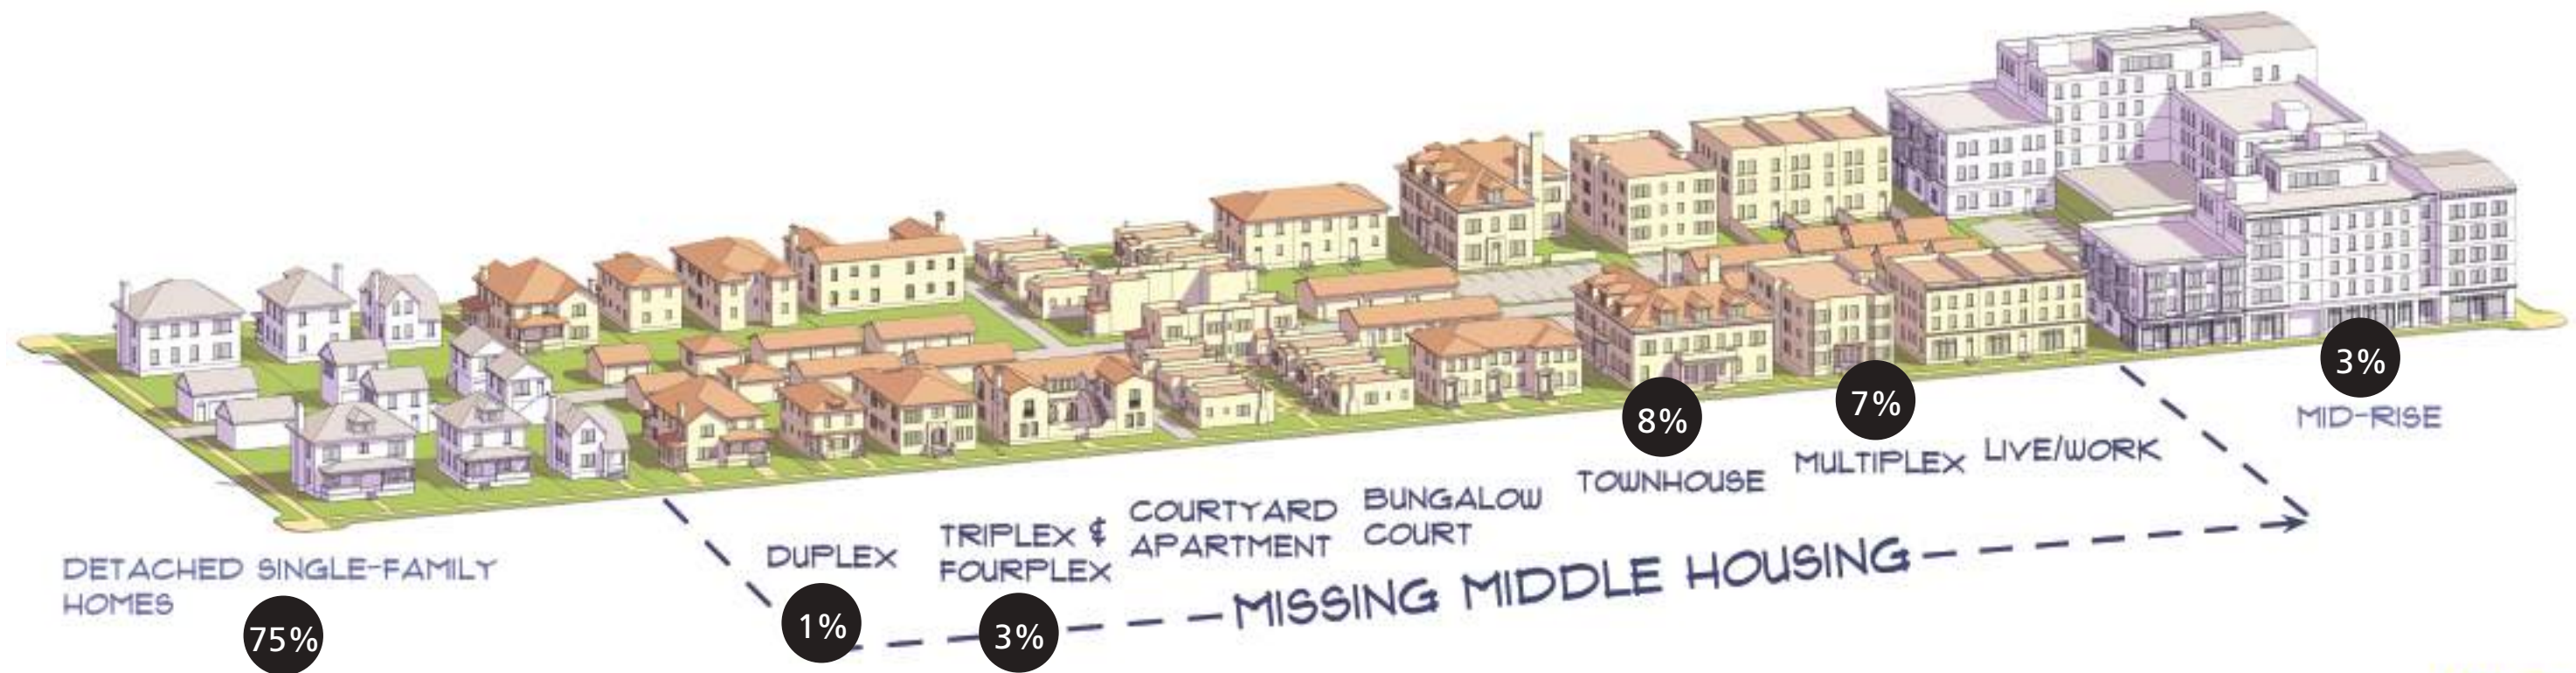 DETACHED SINGLE-FAMILY
HOMES
75%
DUPLEX
1%
TRIPLEX &
FOURPLEX
3%
COURTYARD
APARTMENT
BUNGALOW
COURT
8%
TOWNHOUSE
7%
MULTIPLEX
LIVE/WORK
3%
MID-RISE
MISSING MIDDLE HOUSING